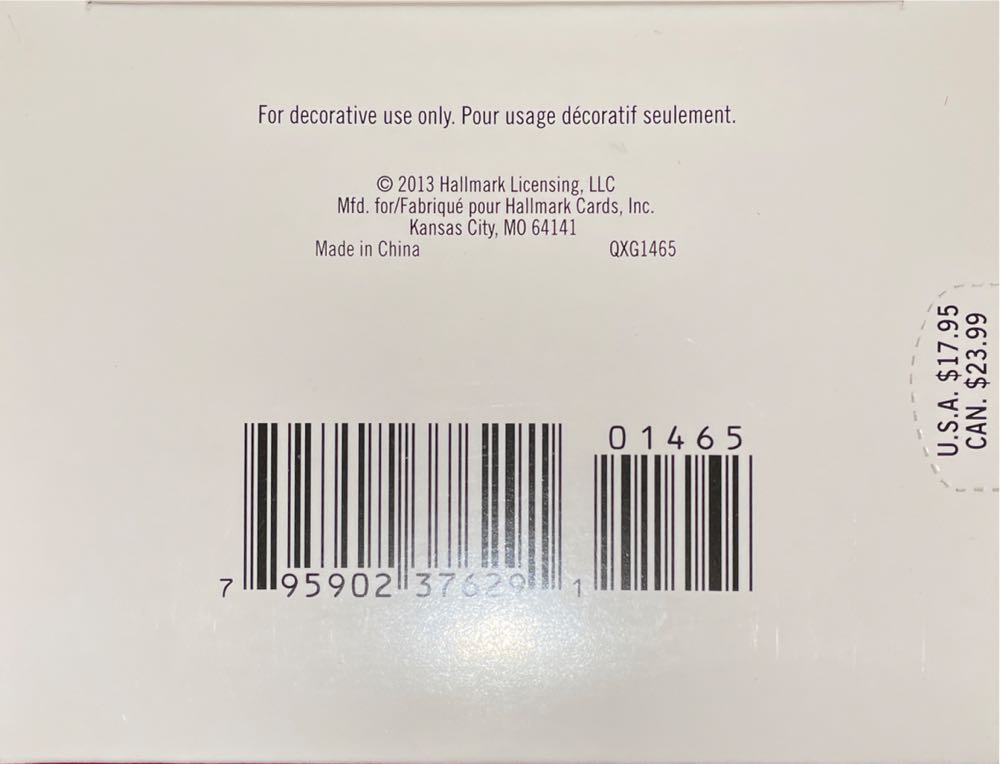 For decorative use only. Pour usage décoratif seulement.
© 2013 Hallmark Licensing, LLC
Mfd. for/Fabriqué pour Hallmark Cards, Inc.
Kansas City, MO 64141
Made in China QXG1465
U.S.A. $17.95
CAN. $23.99
01465
7 95902 37629 1